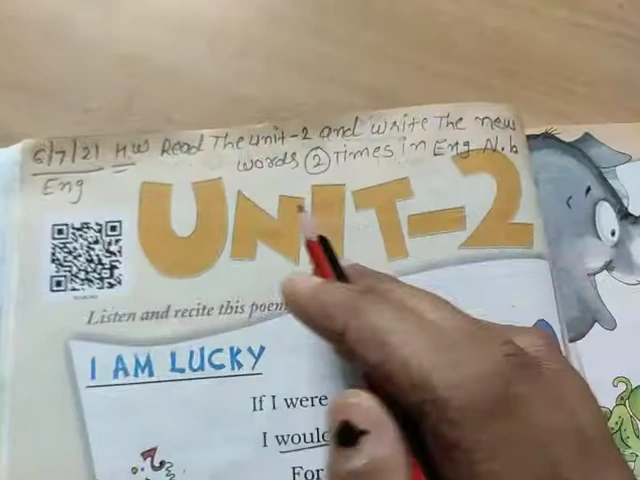 6/7/21 H.W Read The unit-2 and write The new
Eng words 2 Times in Eng N.b
UNIT-2
Listen and recite this poem
I AM LUCKY
If I were
I would
For